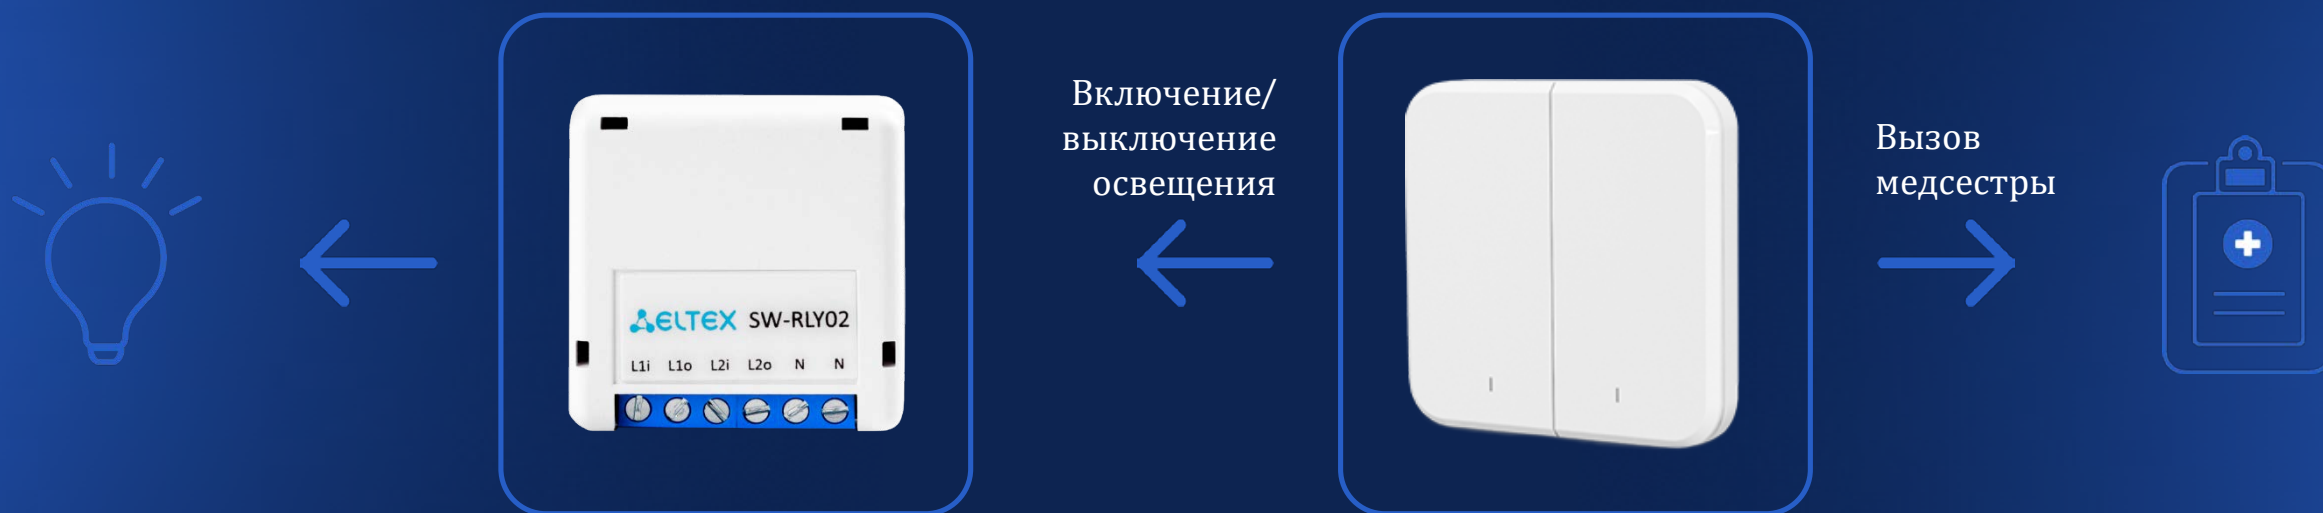 ELTEX SW-RLY02
L1i L1o L2i L2o N N
Включение/
выключение
освещения
Вызов
медсестры